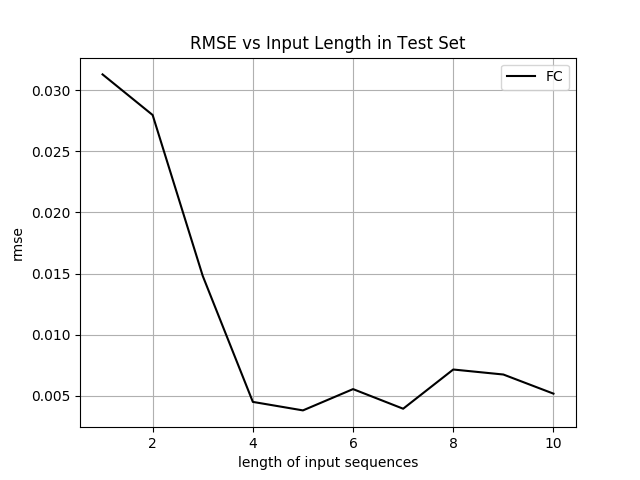 RMSE vs Input Length in Test Set
FC
0.030
0.025
0.020
0.015
0.010
0.005
rmse
2 4 6 8 10
length of input sequences